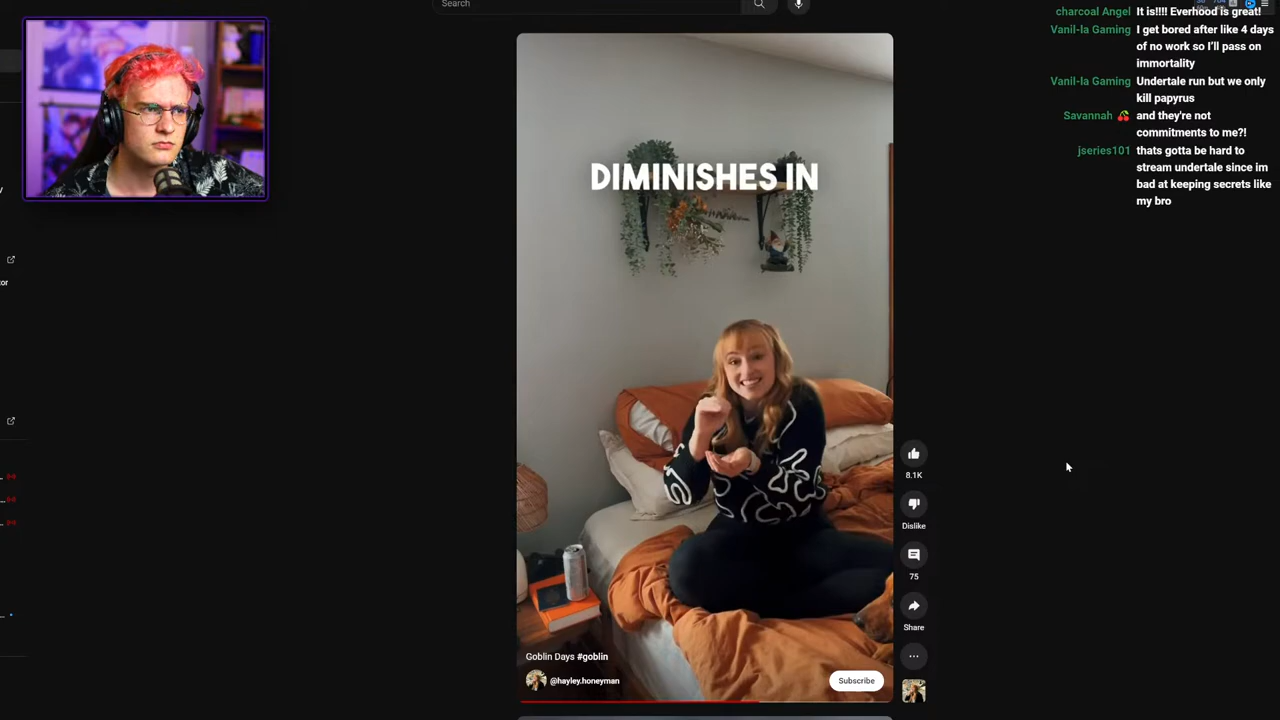 Search
DIMINISHES IN
8.1K
Dislike
75
Share
Goblin Days #goblin
@hayley.honeyman
Subscribe
charcoal Angel It is!!!! Everhood is great!
Vanil-la Gaming I get bored after like 4 days
of no work so I'll pass on
immortality
Vanil-la Gaming Undertale run but we only
kill papyrus
Savannah 🍒 and they're not
commitments to me?!
jseries101 thats gotta be hard to
stream undertale since im
bad at keeping secrets like
my bro